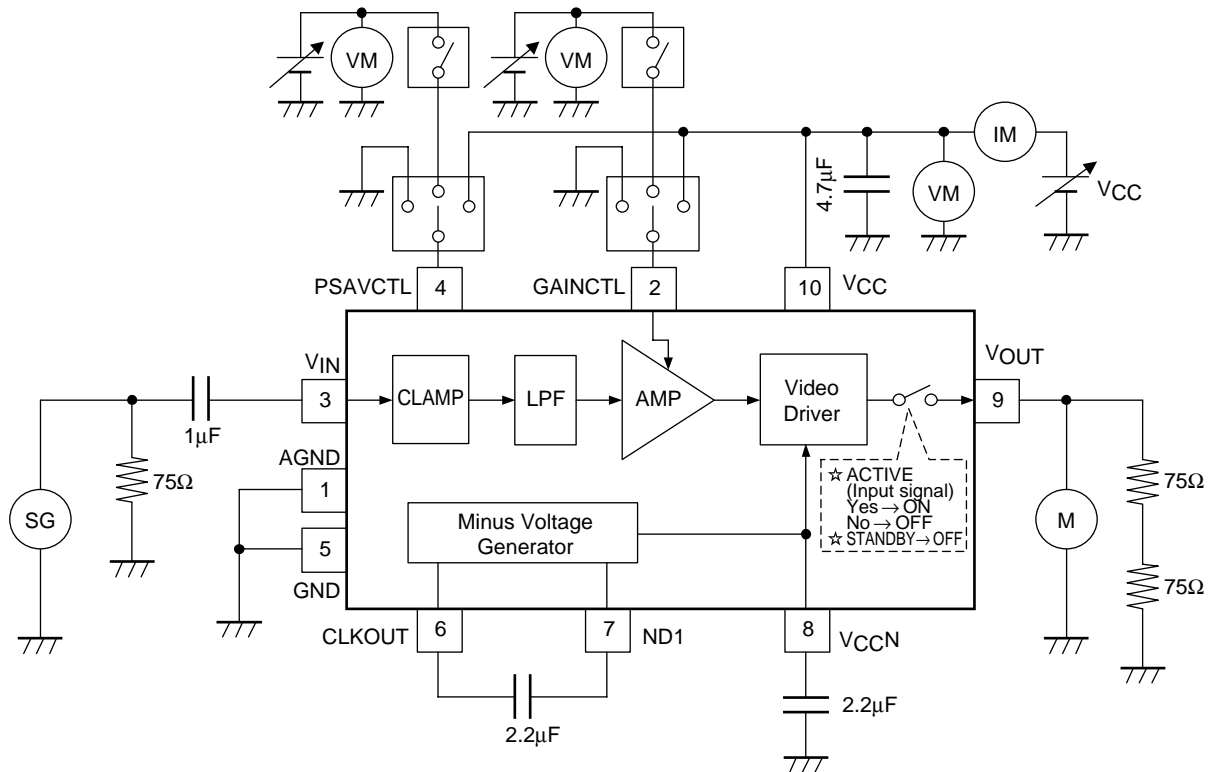 VM
VM
IM
4.7μF
VM
VCC
PSAVCTL
4
GAINCTL
2
10
VCC
VIN
3
CLAMP
LPF
AMP
Video
Driver
VOUT
9
1μF
75Ω
AGND
1
SG
5
GND
Minus Voltage
Generator
☆ ACTIVE
(Input signal)
Yes → ON
No → OFF
☆ STANDBY → OFF
M
75Ω
75Ω
CLKOUT
6
7
ND1
8
VCCN
2.2μF
2.2μF